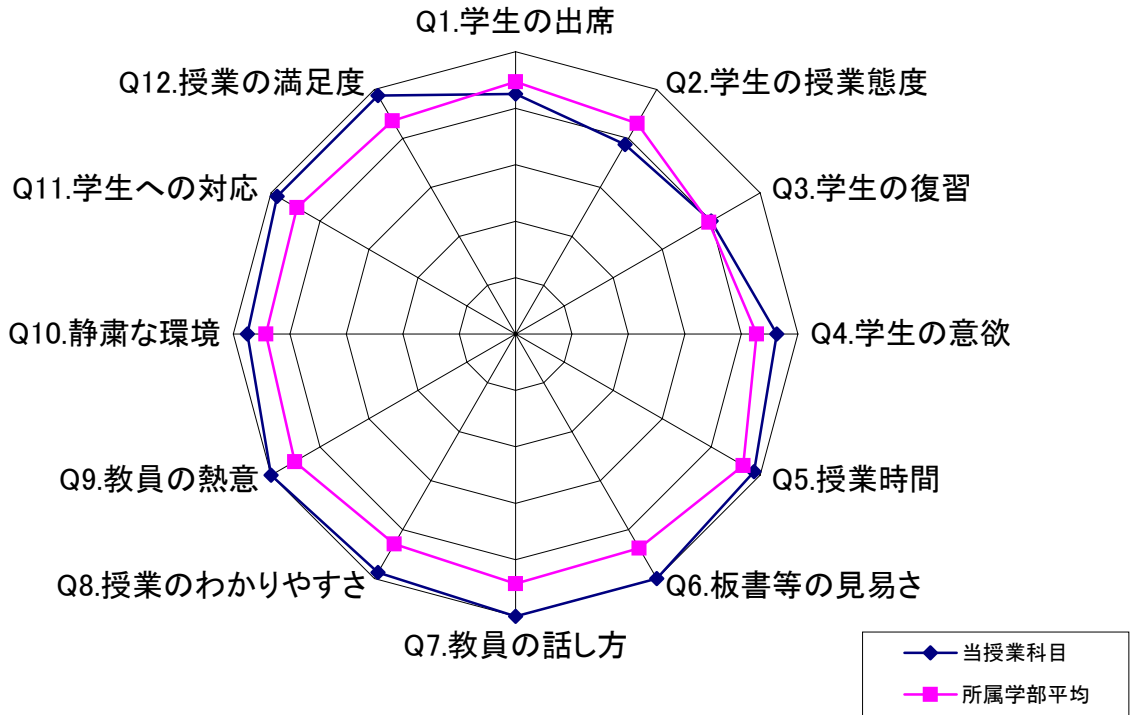 Q1.学生の出席
Q2.学生の授業態度
Q3.学生の復習
Q4.学生の意欲
Q5.授業時間
Q6.板書等の見易さ
Q7.教員の話し方
Q8.授業のわかりやすさ
Q9.教員の熱意
Q10.静粛な環境
Q11.学生への対応
Q12.授業の満足度
当授業科目
所属学部平均